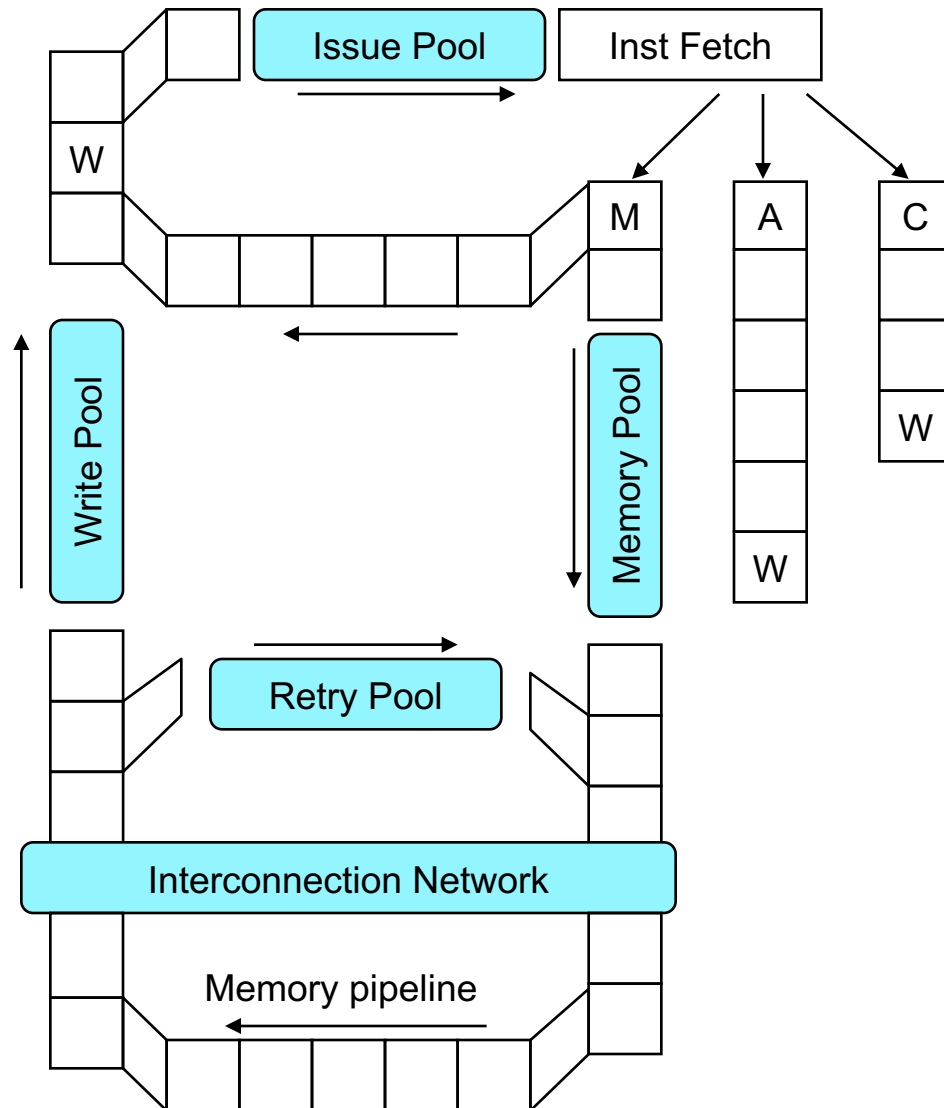 Issue Pool
Inst Fetch
W
M
A
C
W
Write Pool
Memory Pool
W
Retry Pool
Interconnection Network
Memory pipeline